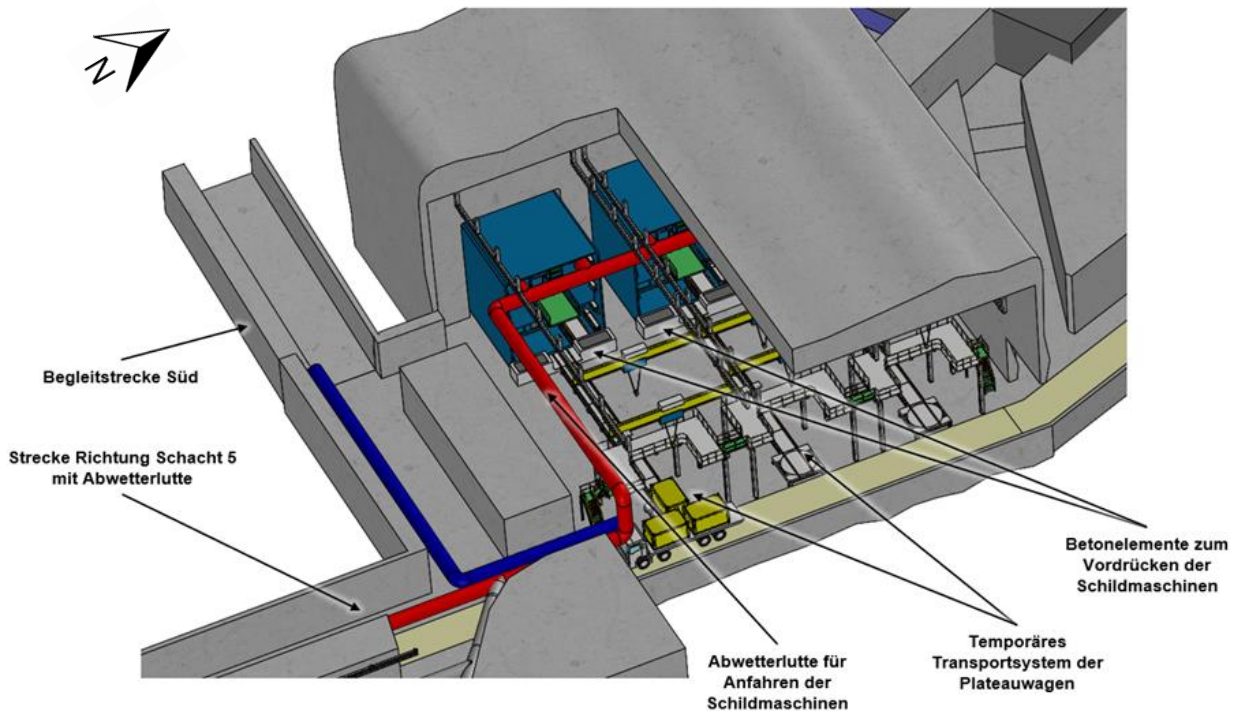 N
Begleitstrecke Süd
Strecke Richtung Schacht 5
mit Abwetterlutte
Abwetterlutte für
Anfahren der
Schildmaschinen
Temporäres
Transportsystem der
Plateauwagen
Betonelemente zum
Vordrücken der
Schildmaschinen